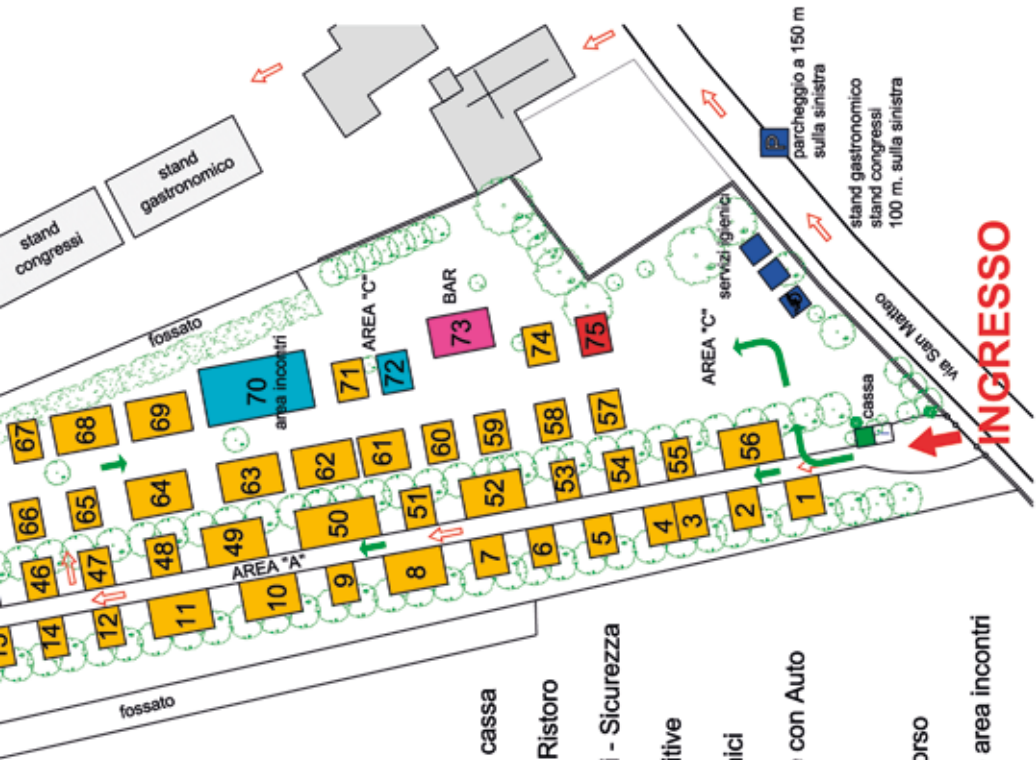 stand
congressi
stand
gastronomico
parcheggio a 150 m
sulla sinistra
P
stand gastronomico
stand congressi
100 m. sulla sinistra
INGRESSO
via San Matteo
servizi igienici
fossato
AREA "C"
BAR
AREA "C"
cassa
67
68
69
70
area incontri
71
72
73
74
75
66
65
64
63
62
61
60
59
58
57
46
47
48
49
50
51
52
53
54
55
56
AREA "A"
14
12
11
10
9
8
7
6
5
4
3
2
1
fossato
cassa
Ristoro
- Sicurezza
con Auto
area incontri